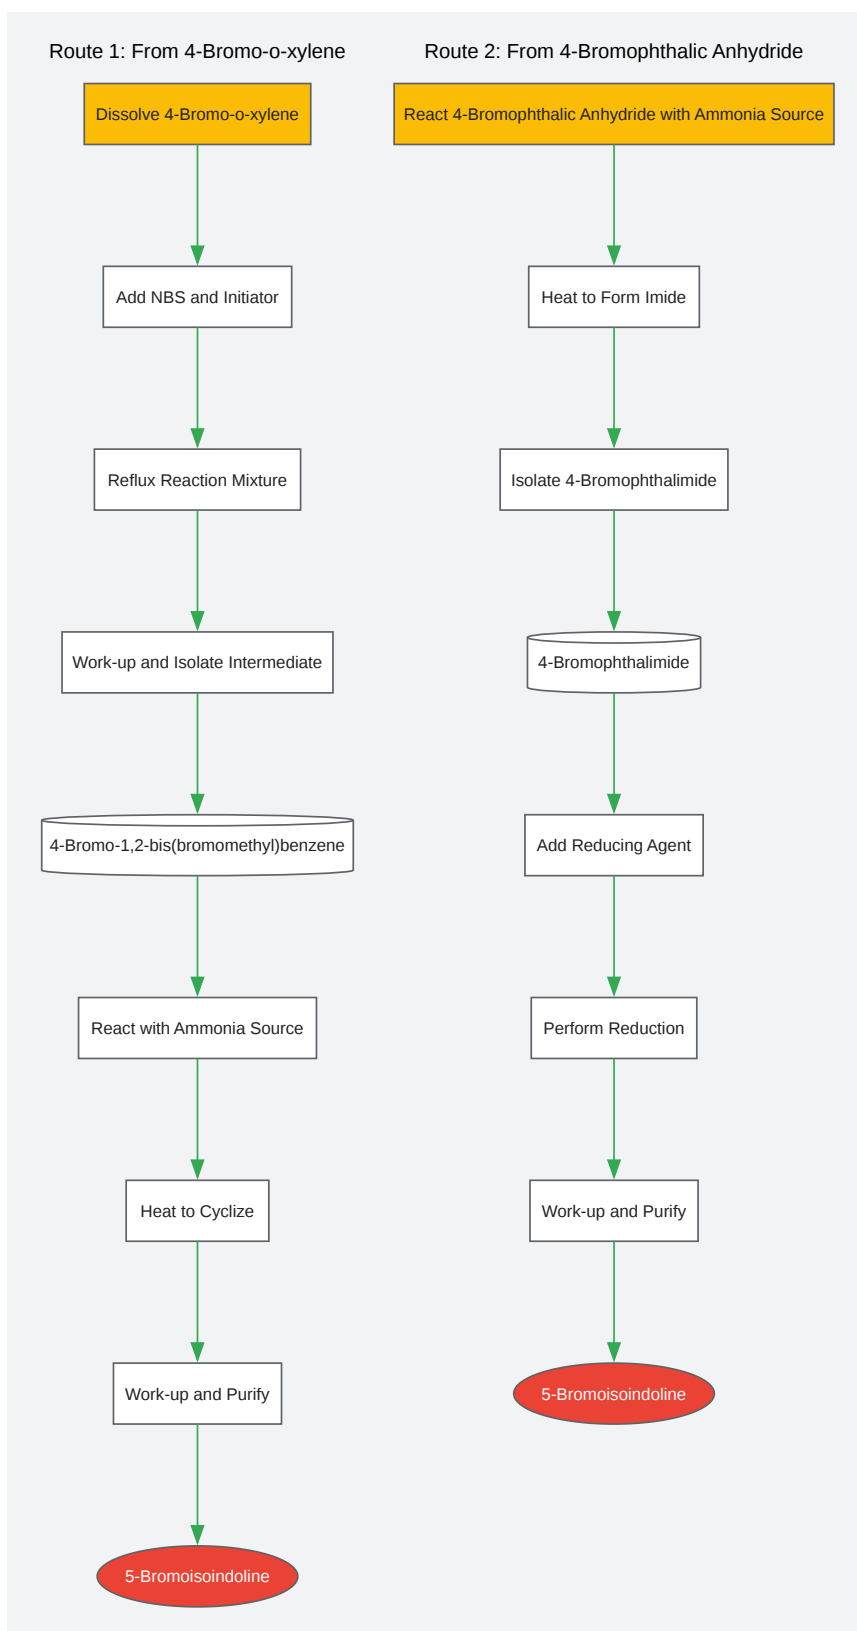 Route 1: From 4-Bromo-o-xylene
Dissolve 4-Bromo-o-xylene
Add NBS and Initiator
Reflux Reaction Mixture
Work-up and Isolate Intermediate
4-Bromo-1,2-bis(bromomethyl)benzene
React with Ammonia Source
Heat to Cyclize
Work-up and Purify
5-Bromoisoindoline
Route 2: From 4-Bromophthalic Anhydride
React 4-Bromophthalic Anhydride with Ammonia Source
Heat to Form Imide
Isolate 4-Bromophthalimide
4-Bromophthalimide
Add Reducing Agent
Perform Reduction
Work-up and Purify
5-Bromoisoindoline